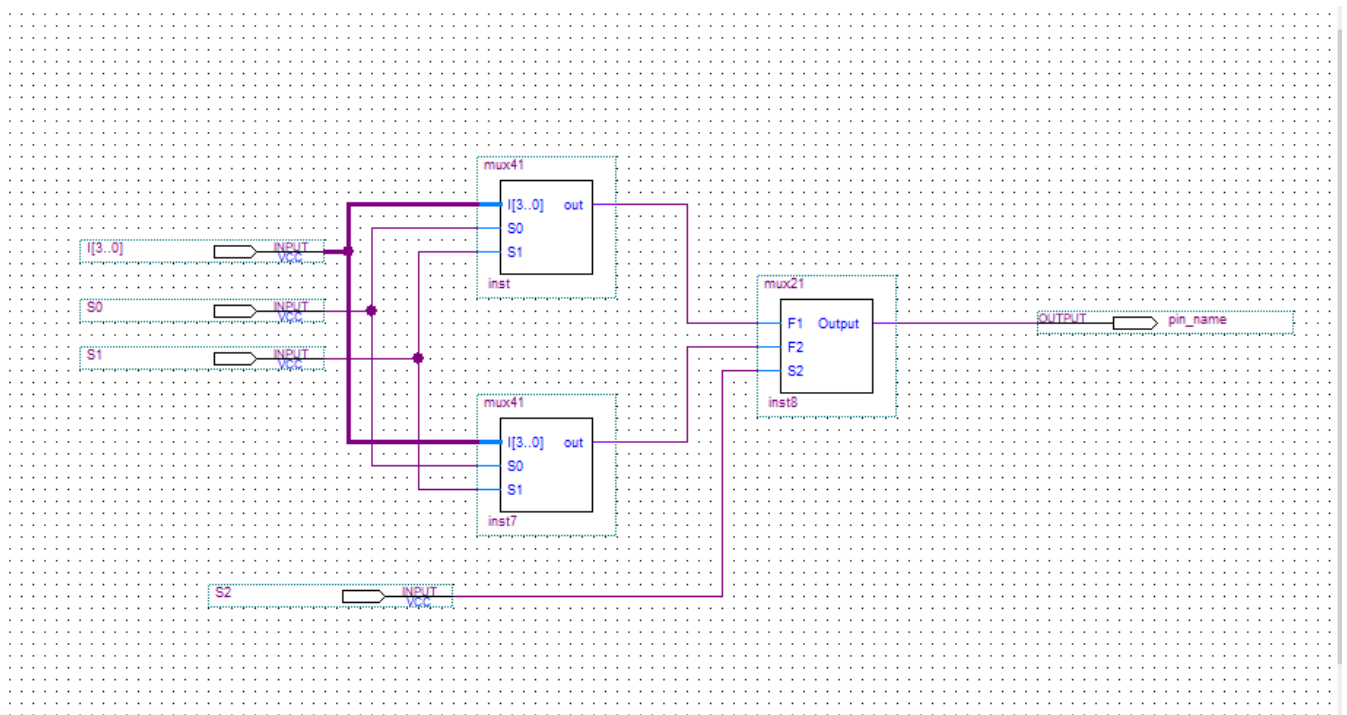 mux41
I[3..0] out
S0
S1
inst
I[3..0] INPUT
VCC
S0 INPUT
VCC
S1 INPUT
VCC
mux21
F1 Output
F2
S2
inst8
OUTPUT pin_name
mux41
I[3..0] out
S0
S1
inst7
S2 INPUT
VCC